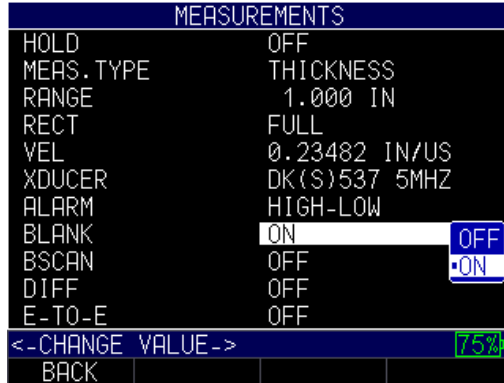 MEASUREMENTS
HOLD OFF
MEAS.TYPE THICKNESS
RANGE 1.000 IN
RECT FULL
VEL 0.23482 IN/US
XDUCER DK(S)537 5MHZ
ALARM HIGH-LOW
BLANK ON OFF
BSCAN OFF ▪ON
DIFF OFF
E-TO-E OFF
<-CHANGE VALUE-> 75%
BACK